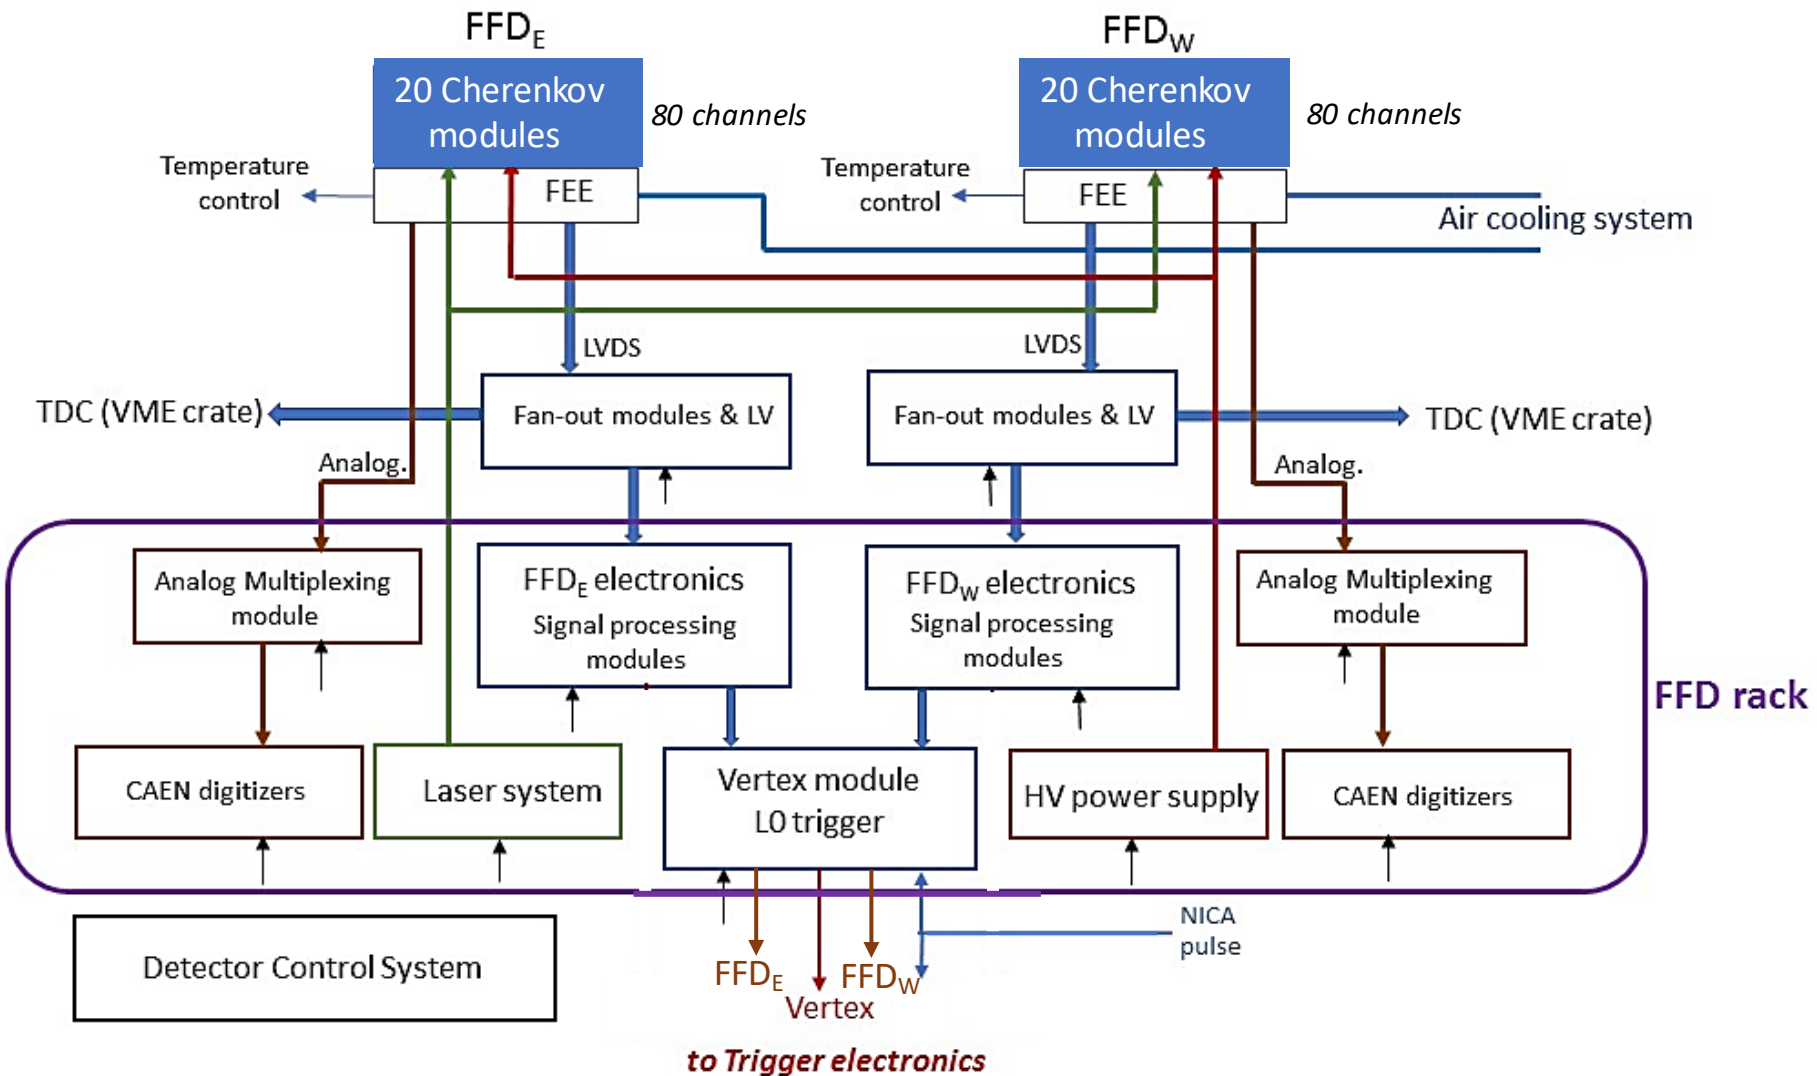 FFDE
FFDW
20 Cherenkov
modules
80 channels
20 Cherenkov
modules
80 channels
Temperature
control
FEE
Temperature
control
FEE
Air cooling system
LVDS
LVDS
TDC (VME crate)
Fan-out modules & LV
Fan-out modules & LV
TDC (VME crate)
Analog.
Analog.
Analog Multiplexing
module
FFDE electronics
Signal processing
modules
FFDW electronics
Signal processing
modules
Analog Multiplexing
module
FFD rack
CAEN digitizers
Laser system
Vertex module
L0 trigger
HV power supply
CAEN digitizers
NICA
pulse
Detector Control System
FFDE
FFDW
Vertex
to Trigger electronics